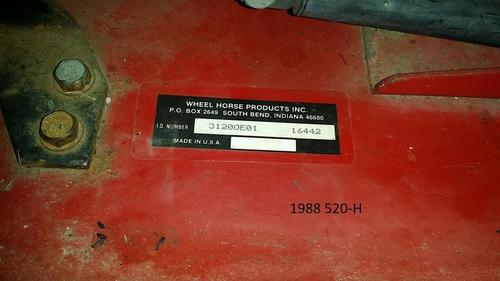 WHEEL HORSE PRODUCTS INC.
P.O. BOX 2649 SOUTH BEND, INDIANA 46680
I.D. NUMBER 31200E01 16442
MADE IN U.S.A.
1988 520-H